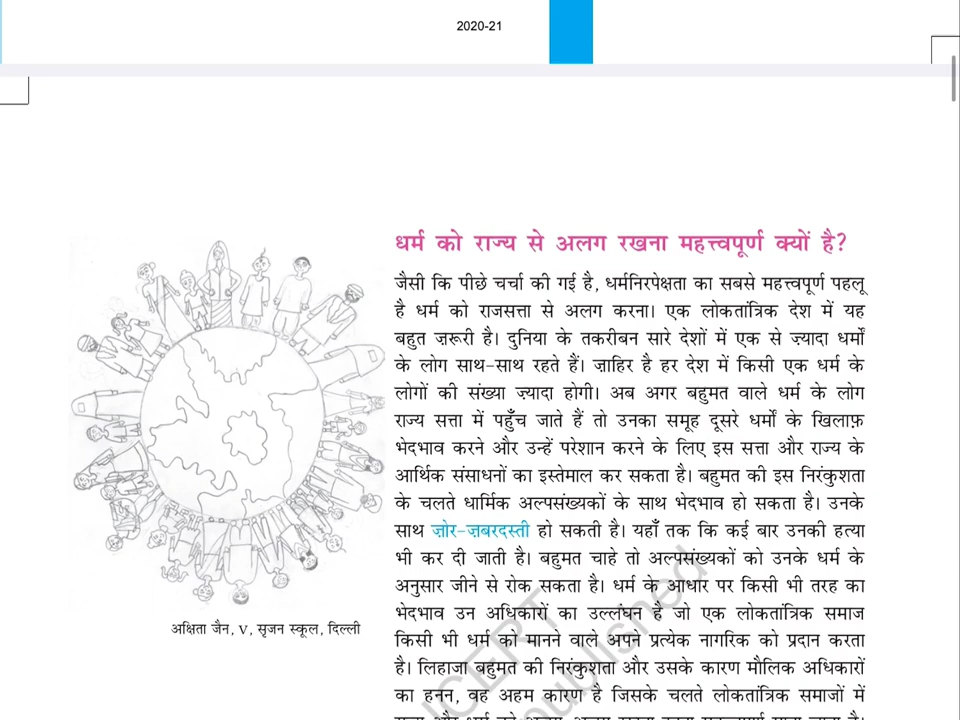 2020-21
धर्म को राज्य से अलग रखना महत्त्वपूर्ण क्यों है?
जैसी कि पीछे चर्चा की गई है, धर्मनिरपेक्षता का सबसे महत्त्वपूर्ण पहलू
है धर्म को राजसत्ता से अलग करना। एक लोकतांत्रिक देश में यह
बहुत ज़रूरी है। दुनिया के तकरीबन सारे देशों में एक से ज़्यादा धर्मों
के लोग साथ-साथ रहते हैं। ज़ाहिर है हर देश में किसी एक धर्म के
लोगों की संख्या ज़्यादा होगी। अब अगर बहुमत वाले धर्म के लोग
राज्य सत्ता में पहुँच जाते हैं तो उनका समूह दूसरे धर्मों के खिलाफ़
भेदभाव करने और उन्हें परेशान करने के लिए इस सत्ता और राज्य के
आर्थिक संसाधनों का इस्तेमाल कर सकता है। बहुमत की इस निरंकुशता
के चलते धार्मिक अल्पसंख्यकों के साथ भेदभाव हो सकता है। उनके
साथ ज़ोर-ज़बरदस्ती हो सकती है। यहाँ तक कि कई बार उनकी हत्या
भी कर दी जाती है। बहुमत चाहे तो अल्पसंख्यकों को उनके धर्म के
अनुसार जीने से रोक सकता है। धर्म के आधार पर किसी भी तरह का
भेदभाव उन अधिकारों का उल्लंघन है जो एक लोकतांत्रिक समाज
किसी भी धर्म को मानने वाले अपने प्रत्येक नागरिक को प्रदान करता
है। लिहाजा बहुमत की निरंकुशता और उसके कारण मौलिक अधिकारों
का हनन, वह अहम कारण है जिसके चलते लोकतांत्रिक समाजों में
अक्षिता जैन, V, सृजन स्कूल, दिल्ली